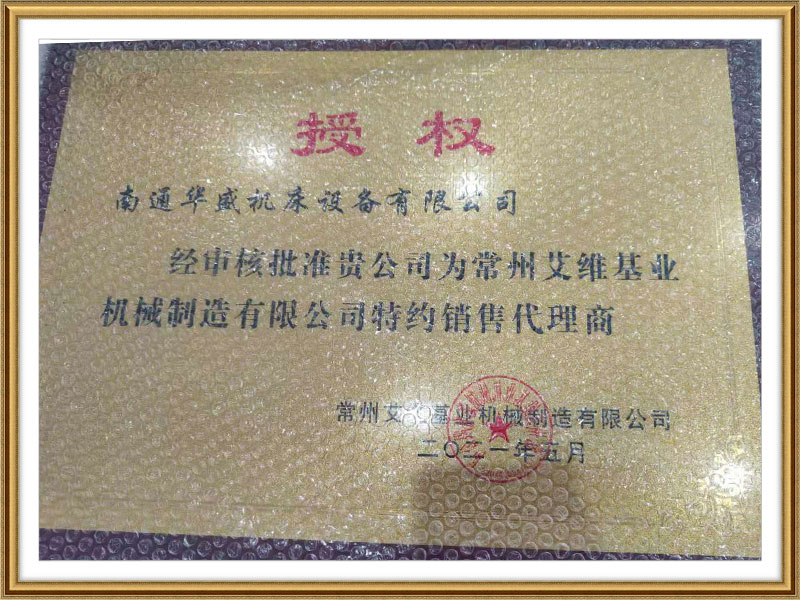 授权
南通华盛机床设备有限公司
经审核批准贵公司为常州艾维基业
机械制造有限公司特约销售代理商
常州艾维基业机械制造有限公司
二〇二一年五月